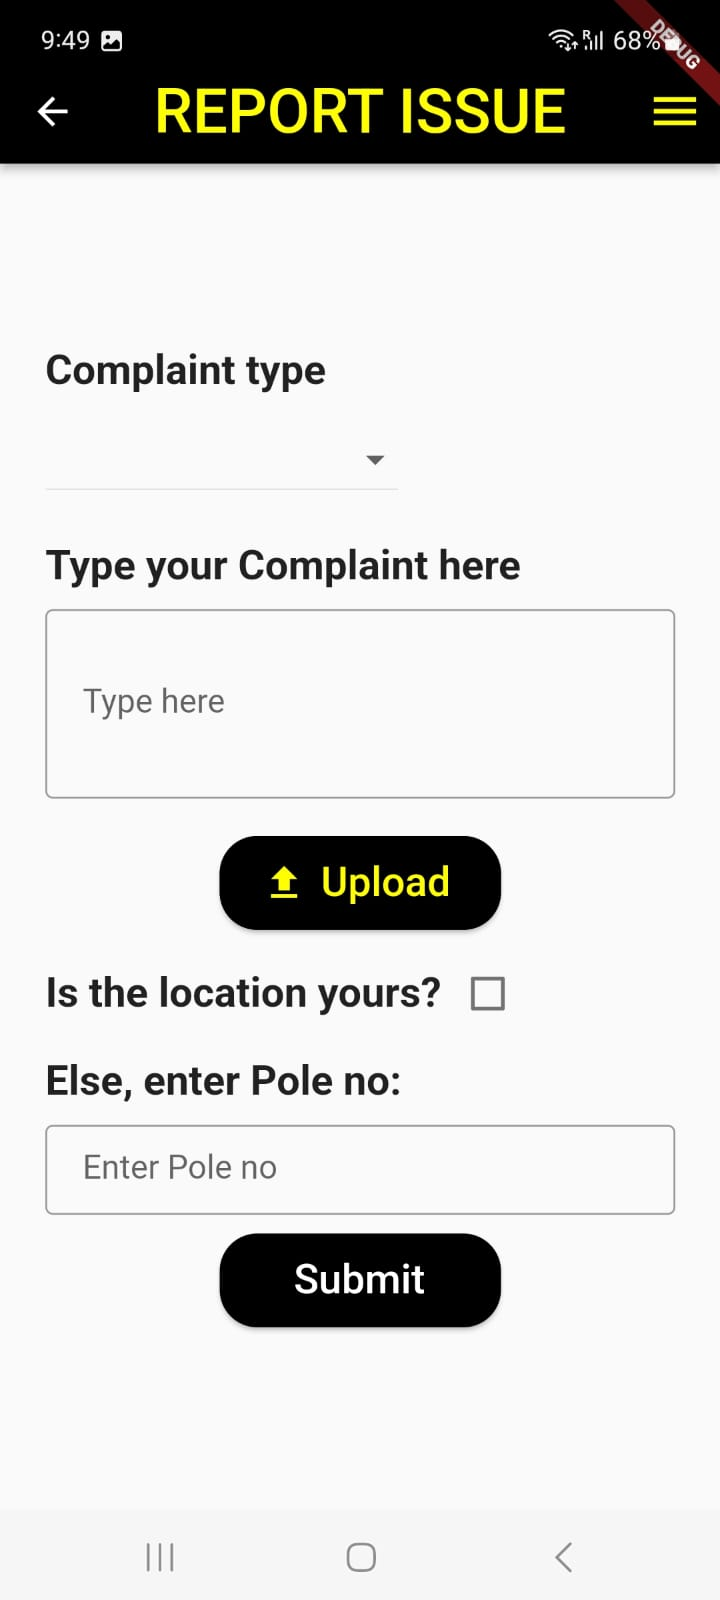 9:49
R 68%
DEBUG
REPORT ISSUE
Complaint type
Type your Complaint here
Type here
Upload
Is the location yours?
Else, enter Pole no:
Enter Pole no
Submit